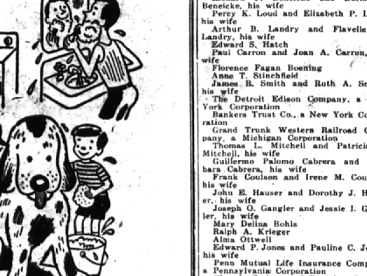 Beneicke, his wife
Percy K. Loud and Elizabeth P. L
his wife
Arthur B. Landry and Flavelle
Landry, his wife
Edward S. Hatch
Paul Carron and Joan A. Carron,
wife
Florence Fagan Boening
Anne T. Stinchfield
James B. Smith and Ruth A. S
his wife
The Detroit Edison Company, a
York Corporation
Bankers Trust Co., a New York Co
ration
Grand Trunk Western Railroad C
pany, a Michigan Corporation
Thomas L. Mitchell and Patricia
Mitchell, his wife
Guillermo Palomo Cabrera and
bara Cabrera, his wife
Frank Coulson and Irene M. Cou
his wife
John E. Hauser and Dorothy J. H
er, his wife
Joseph O. Gangler and Jessie I. G
ler, his wife
Mary Delina Bohls
Ralph A. Krieger
Alma Ottwell
Edward P. Jones and Pauline C. J
his wife
Penn Mutual Life Insurance Comp
a Pennsylvania Corporation